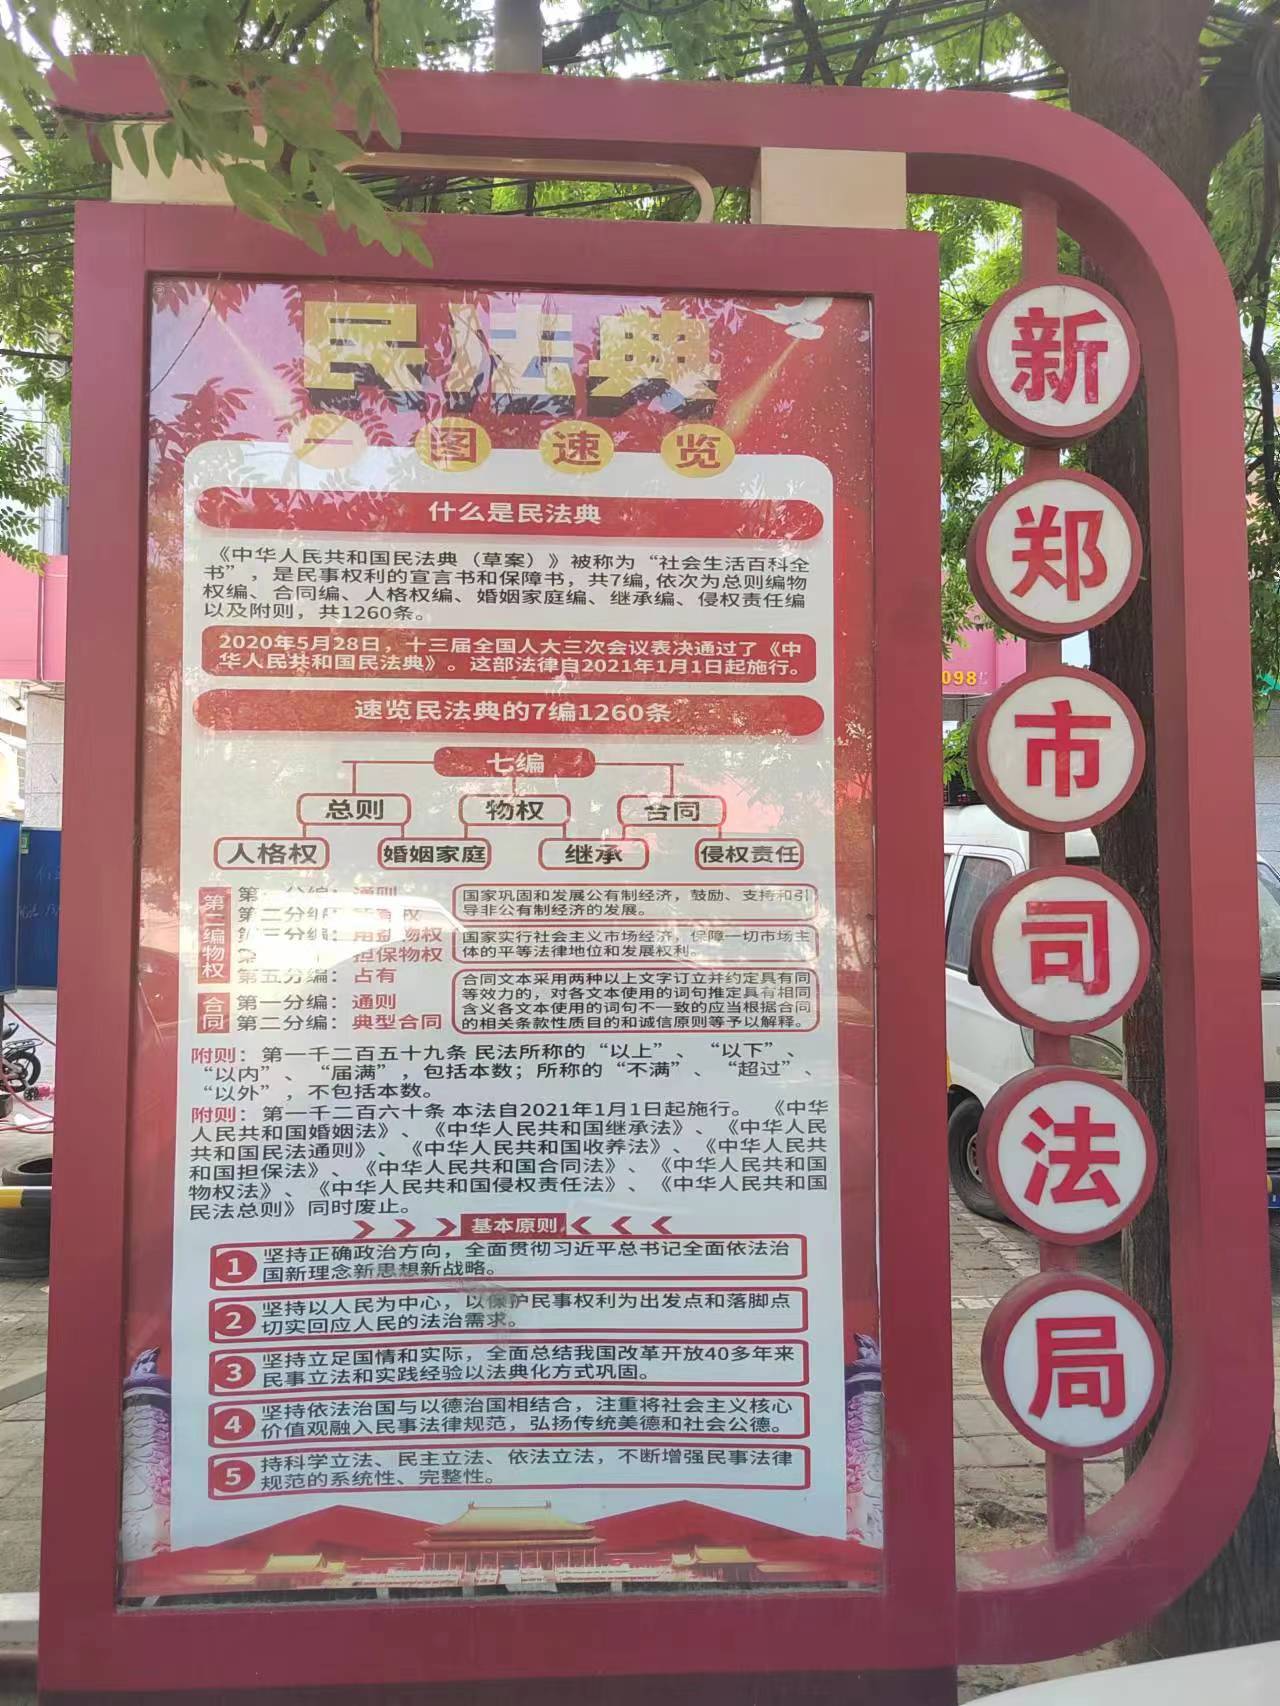 民法典
一图速览
什么是民法典
《中华人民共和国民法典（草案）》被称为“社会生活百科全
书”，是民事权利的宣言书和保障书，共7编,依次为总则编物
权编、合同编、人格权编、婚姻家庭编、继承编、侵权责任编
以及附则，共1260条。
2020年5月28日，十三届全国人大三次会议表决通过了《中
华人民共和国民法典》。这部法律自2021年1月1日起施行。
速览民法典的7编1260条
七编
总则 物权 合同
人格权 婚姻家庭 继承 侵权责任
第二编物权
第一分编：通则
第二分编：有权
第三分编：用益物权
担保物权
第五分编：占有
合同
第一分编：通则
第二分编：典型合同
国家巩固和发展公有制经济，鼓励、支持和引
导非公有制经济的发展。
国家实行社会主义市场经济，保障一切市场主
体的平等法律地位和发展权利。
合同文本采用两种以上文字订立并约定具有同
等效力的，对各文本使用的词句推定具有相同
含义各文本使用的词句不一致的应当根据合同
的相关条款性质目的和诚信原则等予以解释。
附则：第一千二百五十九条 民法所称的“以上”、“以下”、
“以内”、“届满”，包括本数；所称的“不满”、“超过”、
“以外”，不包括本数。
附则：第一千二百六十条 本法自2021年1月1日起施行。《中华
人民共和国婚姻法》、《中华人民共和国继承法》、《中华人民
共和国民法通则》、《中华人民共和国收养法》、《中华人民共
和国担保法》、《中华人民共和国合同法》、《中华人民共和国
物权法》、《中华人民共和国侵权责任法》、《中华人民共和国
民法总则》同时废止。
基本原则
1 坚持正确政治方向，全面贯彻习近平总书记全面依法治
国新理念新思想新战略。
2 坚持以人民为中心，以保护民事权利为出发点和落脚点
切实回应人民的法治需求。
3 坚持立足国情和实际，全面总结我国改革开放40多年来
民事立法和实践经验以法典化方式巩固。
4 坚持依法治国与以德治国相结合，注重将社会主义核心
价值观融入民事法律规范，弘扬传统美德和社会公德。
5 持科学立法、民主立法、依法立法，不断增强民事法律
规范的系统性、完整性。
新郑市司法局
098